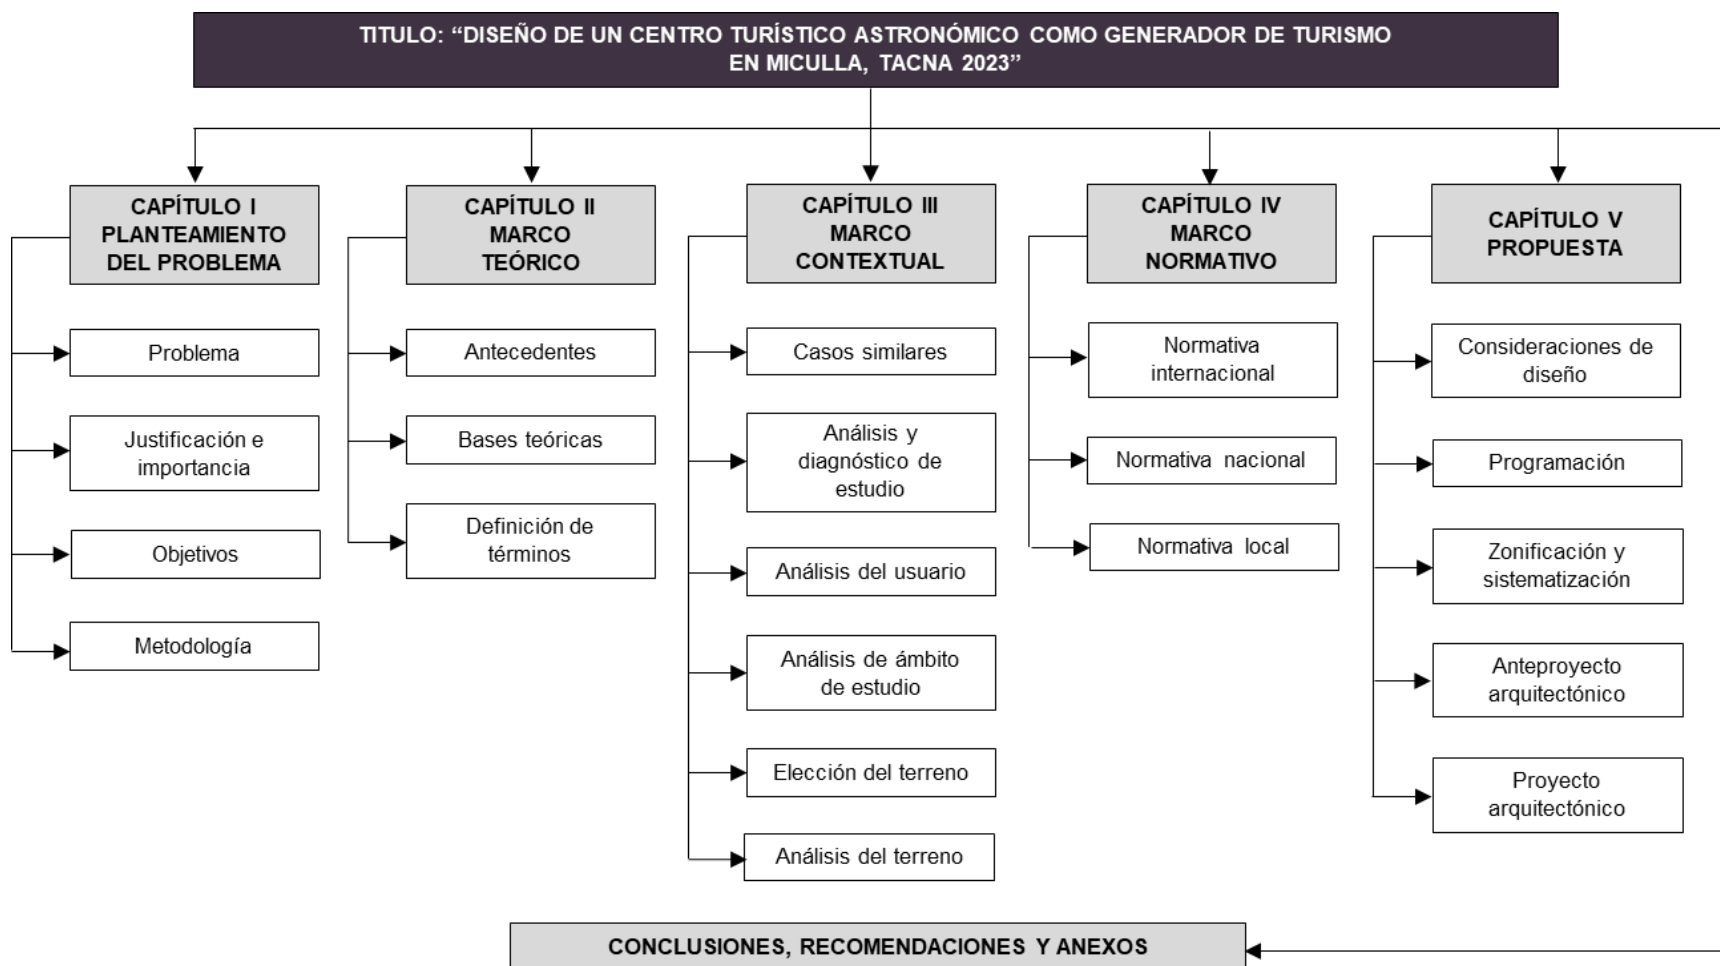 TITULO: “DISEÑO DE UN CENTRO TURÍSTICO ASTRONÓMICO COMO GENERADOR DE TURISMO
EN MICULLA, TACNA 2023”
CAPÍTULO I
PLANTEAMIENTO
DEL PROBLEMA
Problema
Justificación e
importancia
Objetivos
Metodología
CAPÍTULO II
MARCO
TEÓRICO
Antecedentes
Bases teóricas
Definición de
términos
CAPÍTULO III
MARCO
CONTEXTUAL
Casos similares
Análisis y
diagnóstico de
estudio
Análisis del usuario
Análisis de ámbito
de estudio
Elección del terreno
Análisis del terreno
CAPÍTULO IV
MARCO
NORMATIVO
Normativa
internacional
Normativa nacional
Normativa local
CAPÍTULO V
PROPUESTA
Consideraciones de
diseño
Programación
Zonificación y
sistematización
Anteproyecto
arquitectónico
Proyecto
arquitectónico
CONCLUSIONES, RECOMENDACIONES Y ANEXOS